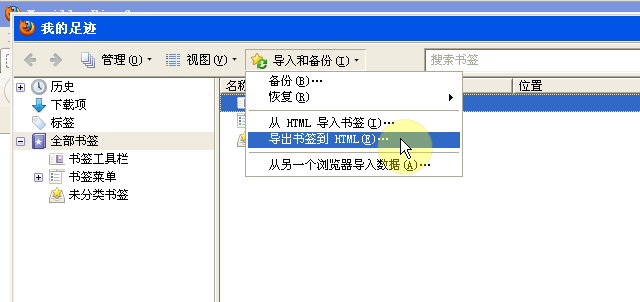 我的足迹
管理(O) 视图(V) 导入和备份(I) 搜索书签
名称 位置
历史
下载项
标签
全部书签
书签工具栏
书签菜单
未分类书签
备份(B)…
恢复(R)
从 HTML 导入书签(I)…
导出书签到 HTML(E)…
从另一个浏览器导入数据(A)…